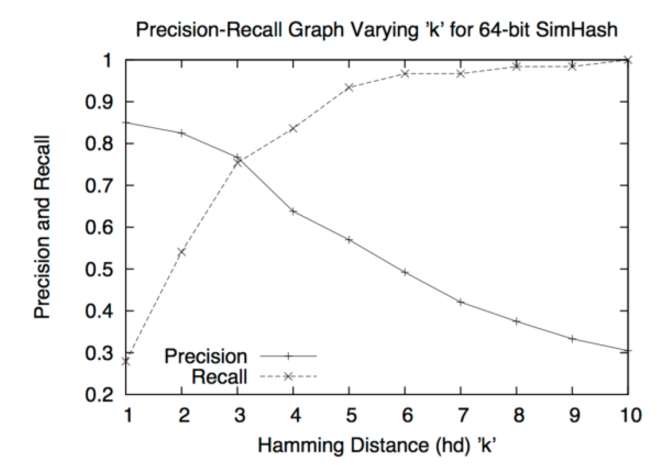 Precision-Recall Graph Varying 'k' for 64-bit SimHash
Precision and Recall
1
0.9
0.8
0.7
0.6
0.5
0.4
0.3
0.2
Precision
Recall
1 2 3 4 5 6 7 8 9 10
Hamming Distance (hd) 'k'